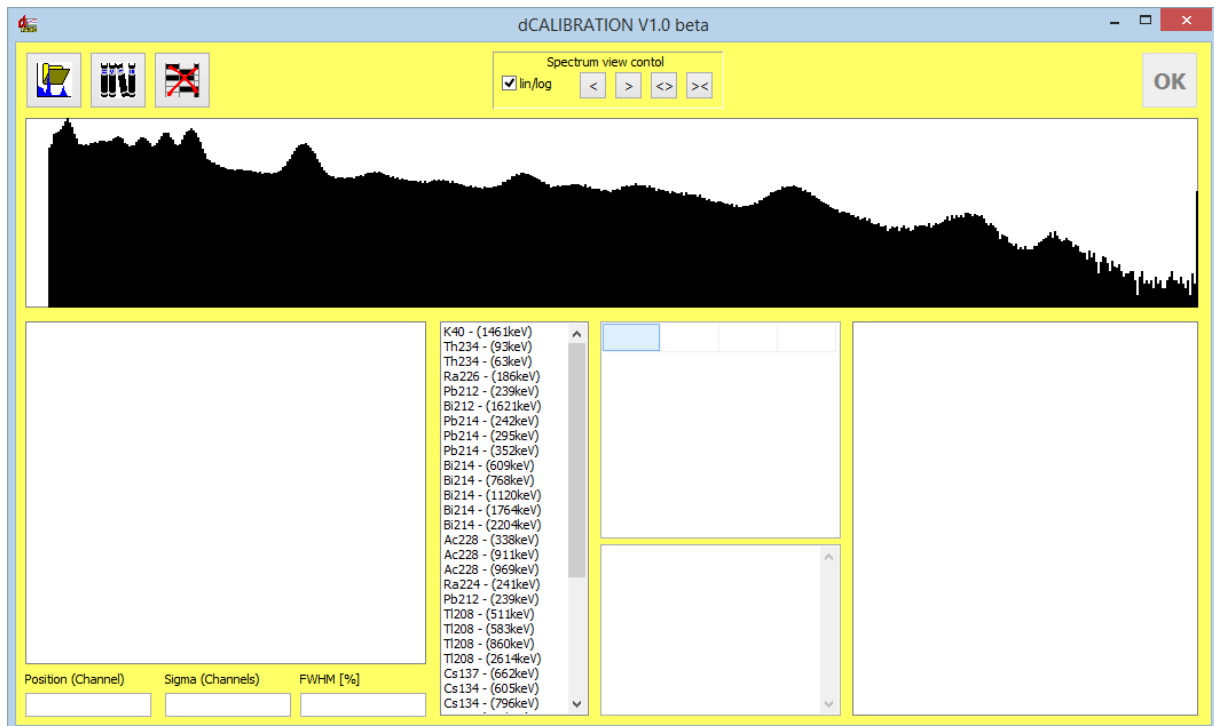 dCALIBRATION V1.0 beta
Spectrum view contol
lin/log
<
>
<>
><
OK
K40 - (1461keV)
Th234 - (93keV)
Th234 - (63keV)
Ra226 - (186keV)
Pb212 - (239keV)
Bi212 - (1621keV)
Pb214 - (242keV)
Pb214 - (295keV)
Pb214 - (352keV)
Bi214 - (609keV)
Bi214 - (768keV)
Bi214 - (1120keV)
Bi214 - (1764keV)
Bi214 - (2204keV)
Ac228 - (338keV)
Ac228 - (911keV)
Ac228 - (969keV)
Ra224 - (241keV)
Pb212 - (239keV)
Tl208 - (511keV)
Tl208 - (583keV)
Tl208 - (860keV)
Tl208 - (2614keV)
Cs137 - (662keV)
Cs134 - (605keV)
Cs134 - (796keV)
Position (Channel)
Sigma (Channels)
FWHM [%]